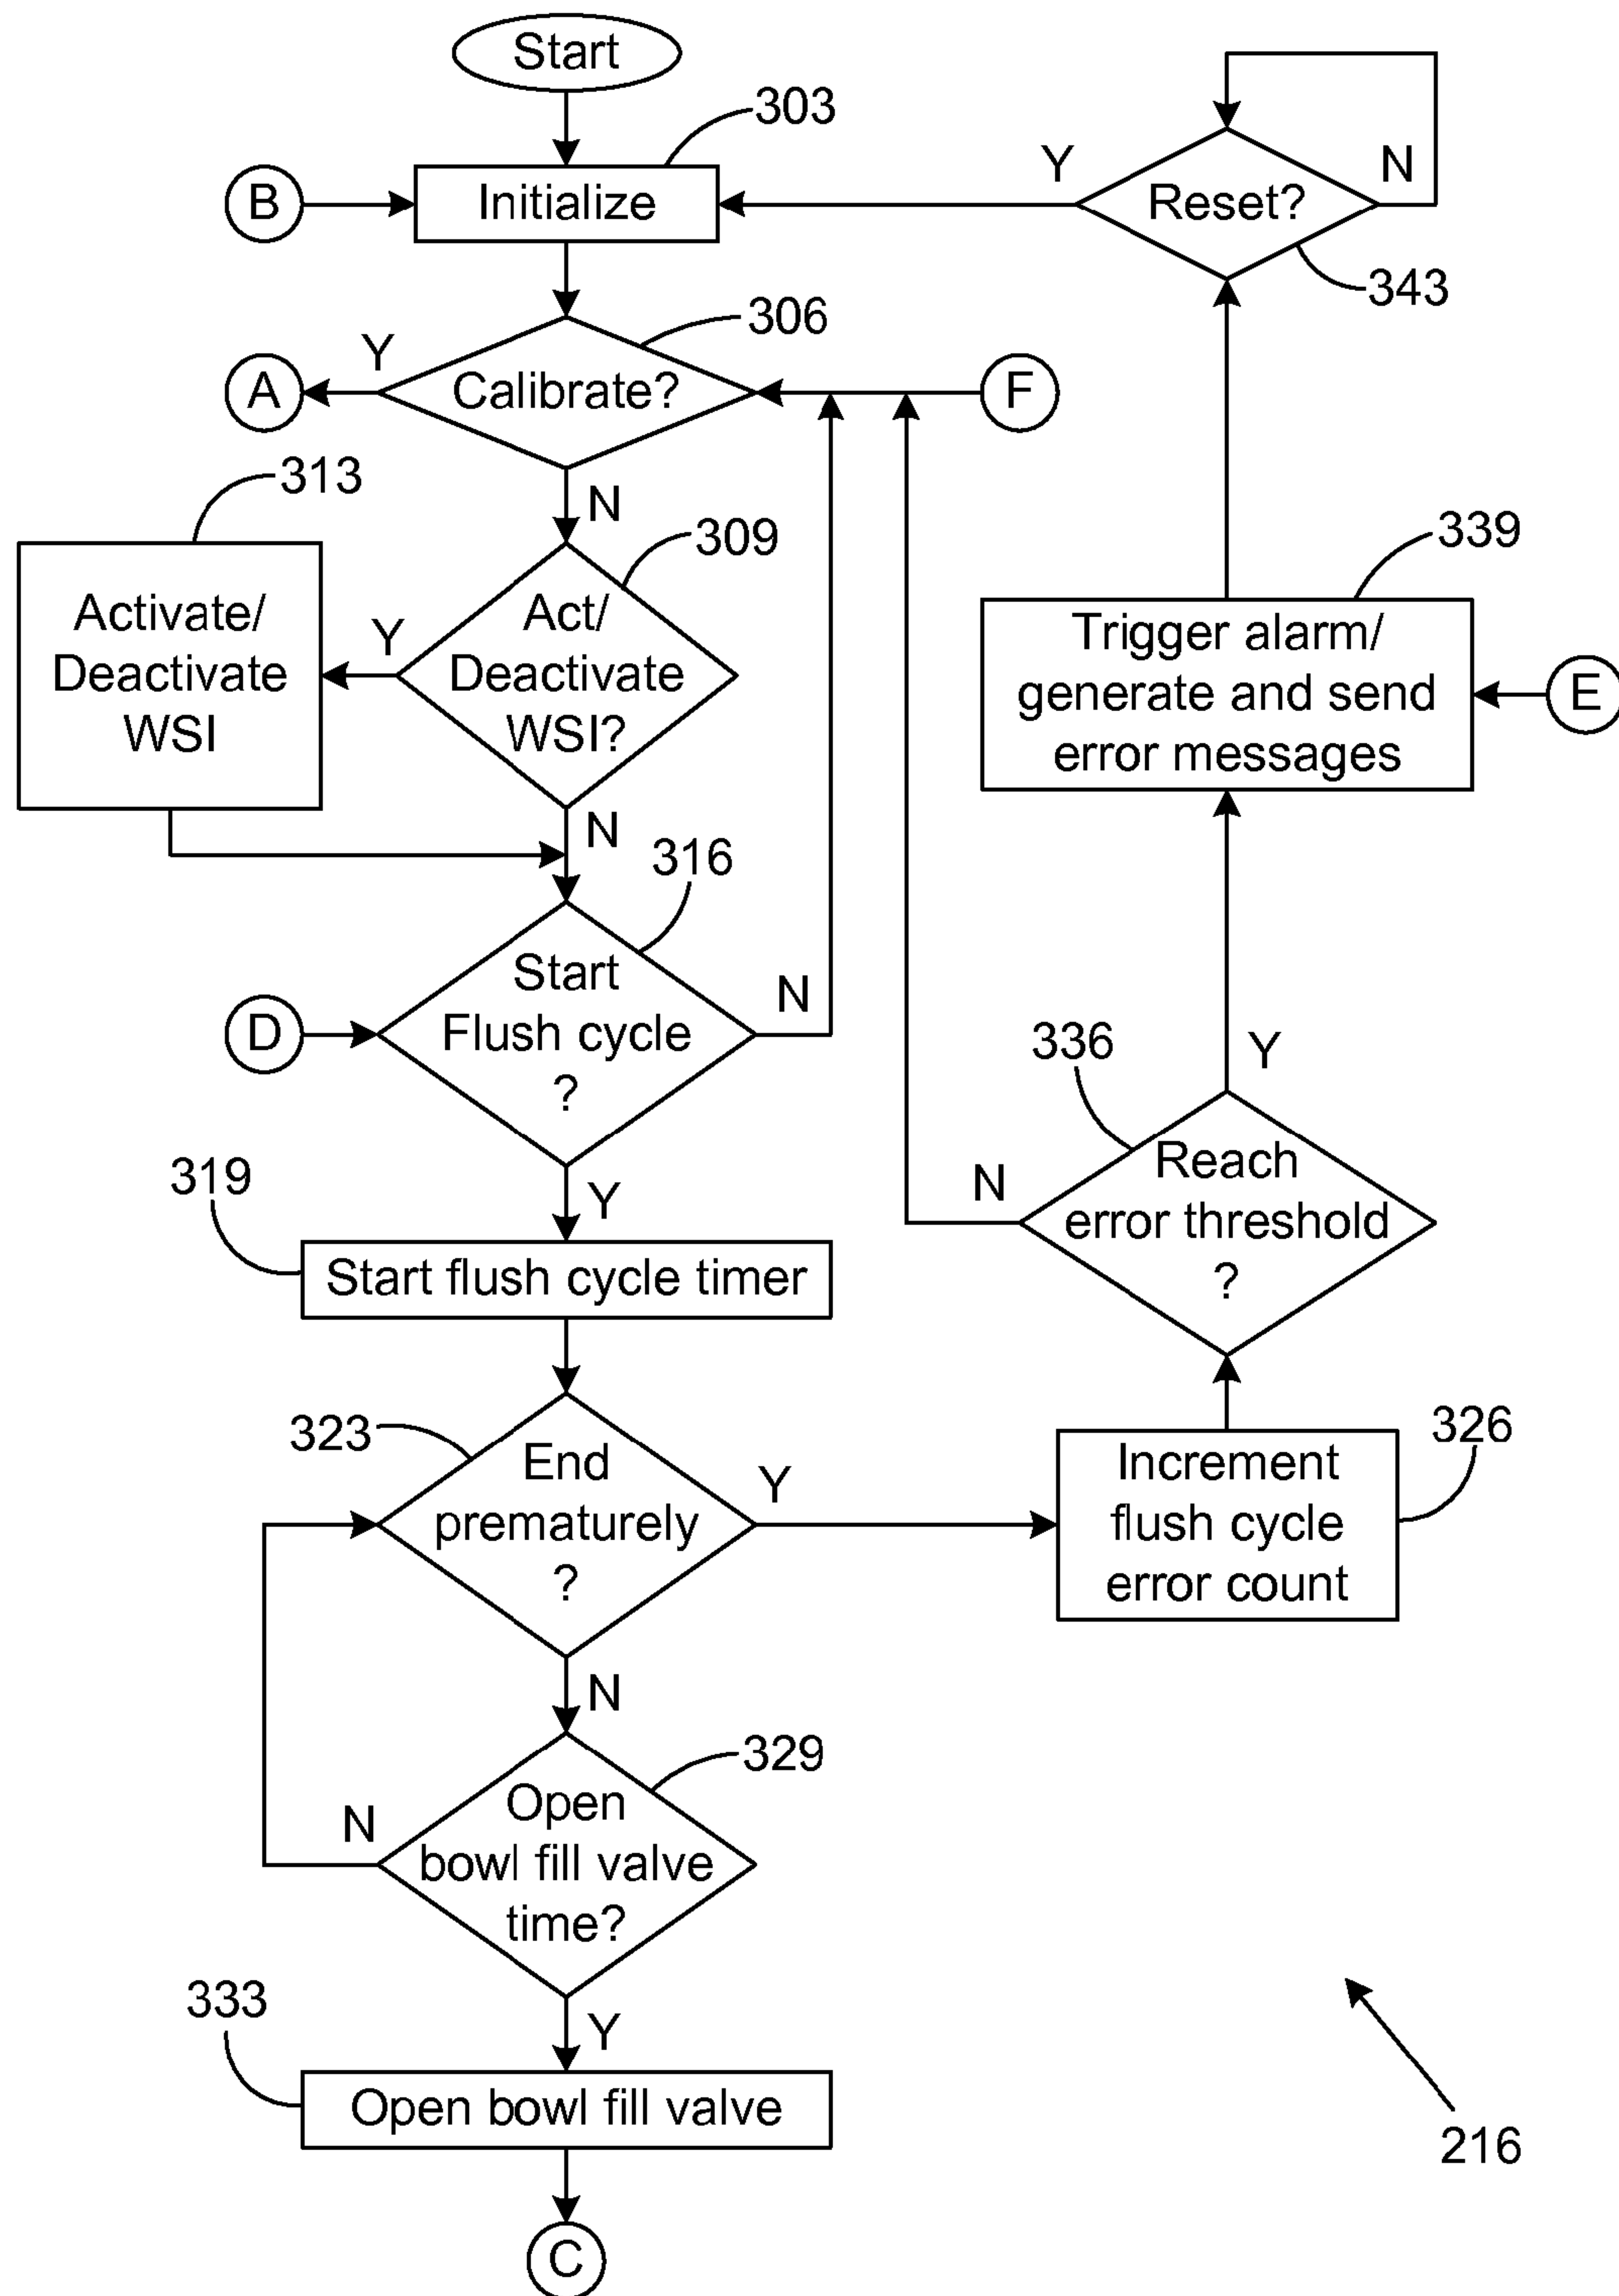 Start
303
B
Initialize
Y
Reset?
N
343
306
Y
A
Calibrate?
F
N
313
309
339
Activate/
Deactivate
WSI
Y
Act/
Deactivate
WSI?
Trigger alarm/
generate and send
error messages
E
N
316
D
Start
Flush cycle
?
N
336
Y
319
Y
N
Reach
error threshold
?
Start flush cycle timer
323
End
prematurely
?
Y
Increment
flush cycle
error count
326
N
329
N
Open
bowl fill valve
time?
333
Y
Open bowl fill valve
216
C